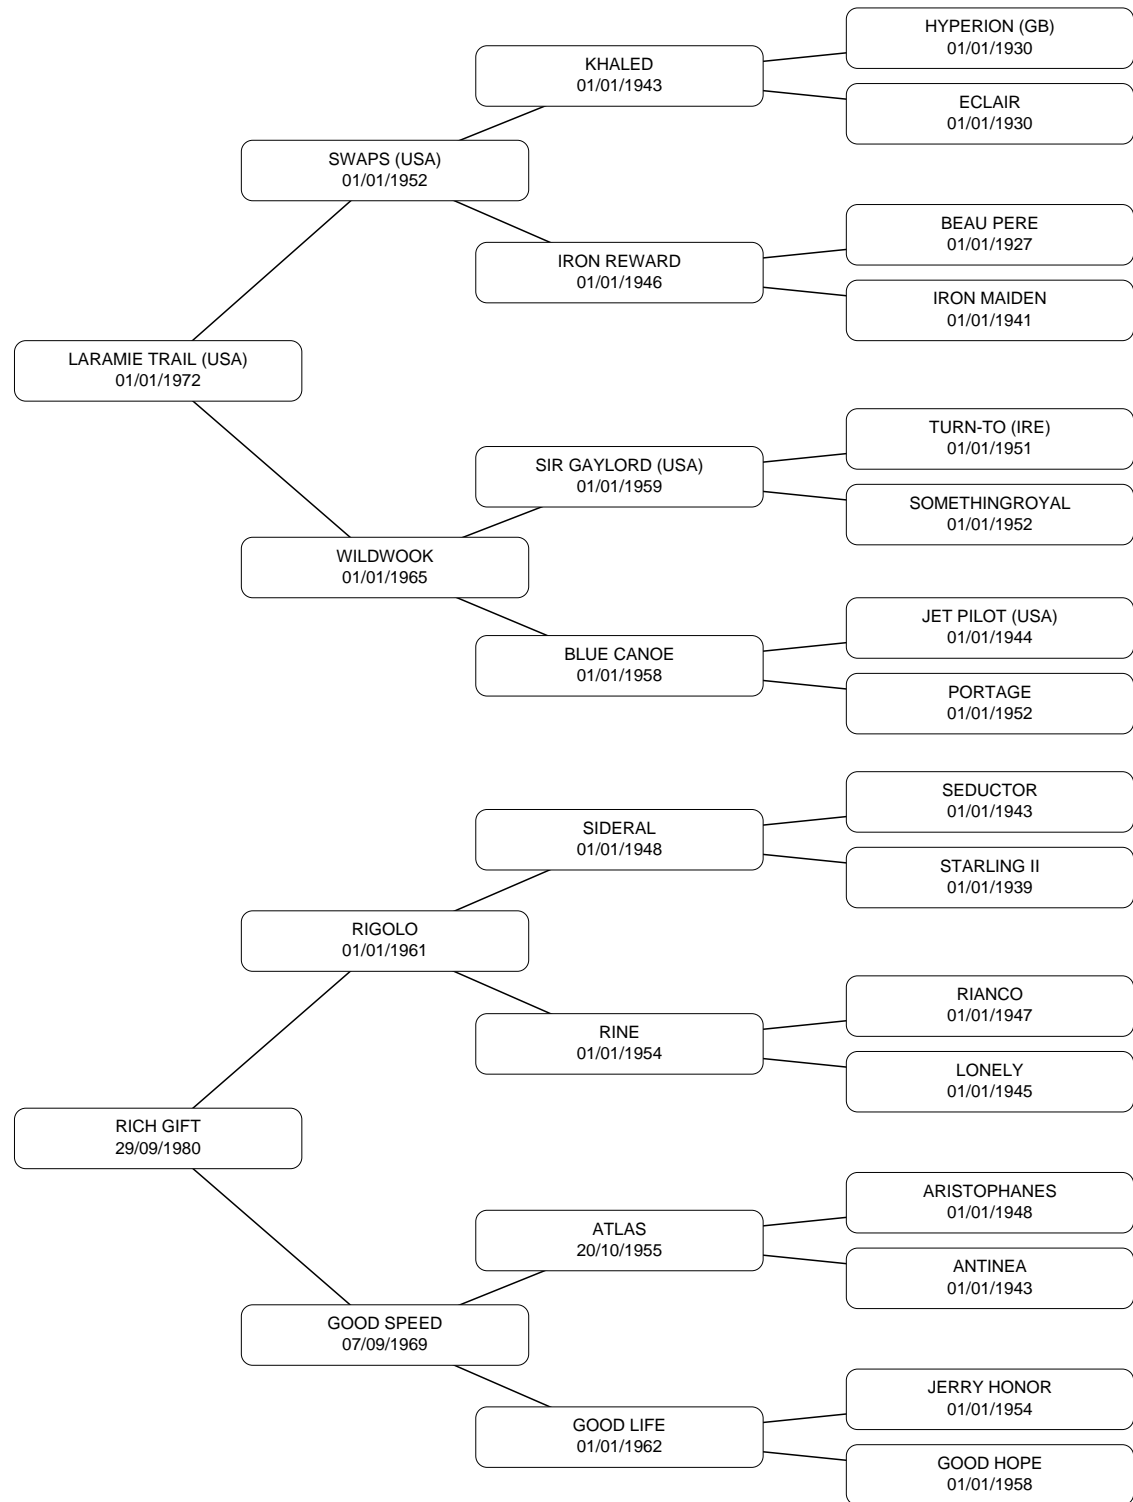 HYPERION (GB)
01/01/1930
KHALED
01/01/1943
ECLAIR
01/01/1930
SWAPS (USA)
01/01/1952
BEAU PERE
01/01/1927
IRON REWARD
01/01/1946
IRON MAIDEN
01/01/1941
LARAMIE TRAIL (USA)
01/01/1972
TURN-TO (IRE)
01/01/1951
SIR GAYLORD (USA)
01/01/1959
SOMETHINGROYAL
01/01/1952
WILDWOOK
01/01/1965
JET PILOT (USA)
01/01/1944
BLUE CANOE
01/01/1958
PORTAGE
01/01/1952
SEDUCTOR
01/01/1943
SIDERAL
01/01/1948
STARLING II
01/01/1939
RIGOLO
01/01/1961
RIANCO
01/01/1947
RINE
01/01/1954
LONELY
01/01/1945
RICH GIFT
29/09/1980
ARISTOPHANES
01/01/1948
ATLAS
20/10/1955
ANTINEA
01/01/1943
GOOD SPEED
07/09/1969
JERRY HONOR
01/01/1954
GOOD LIFE
01/01/1962
GOOD HOPE
01/01/1958